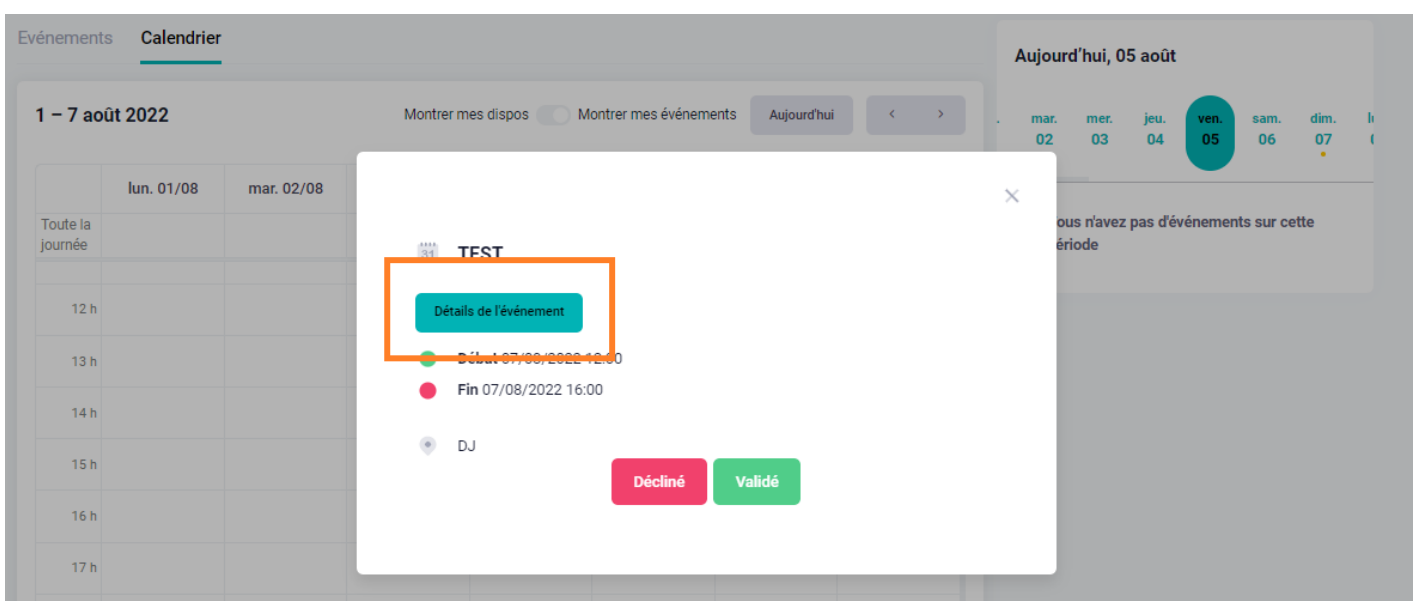 Evénements Calendrier
Aujourd'hui, 05 août
1 – 7 août 2022
Montrer mes dispos Montrer mes événements Aujourd'hui < >
mar. mer. jeu. ven. sam. dim.
02 03 04 05 06 07
lun. 01/08 mar. 02/08
Toute la
journée
ous n'avez pas d'événements sur cette
ériode
31 TEST
Détails de l'événement
12 h
13 h
14 h
15 h
16 h
17 h
Début 07/08/2022 12:00
Fin 07/08/2022 16:00
DJ
Décliné Validé